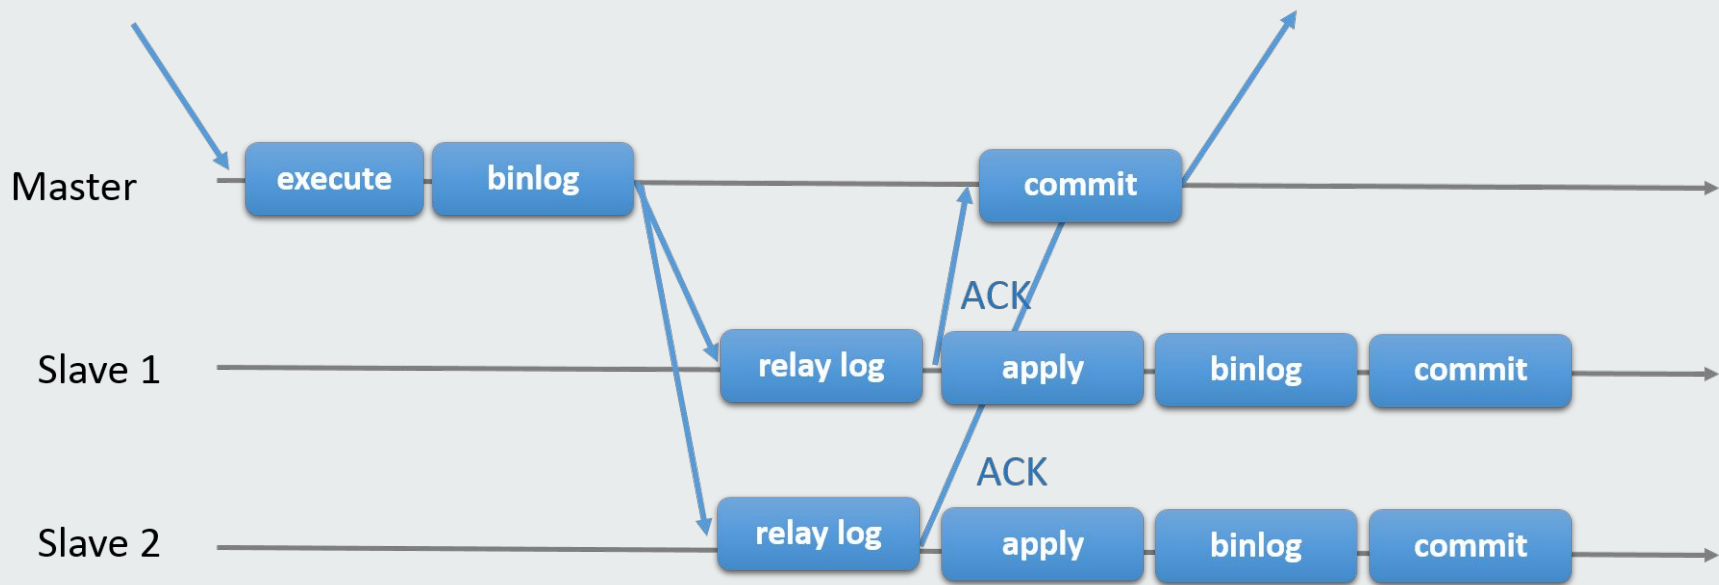 Master
execute
binlog
commit
ACK
Slave 1
relay log
apply
binlog
commit
ACK
Slave 2
relay log
apply
binlog
commit